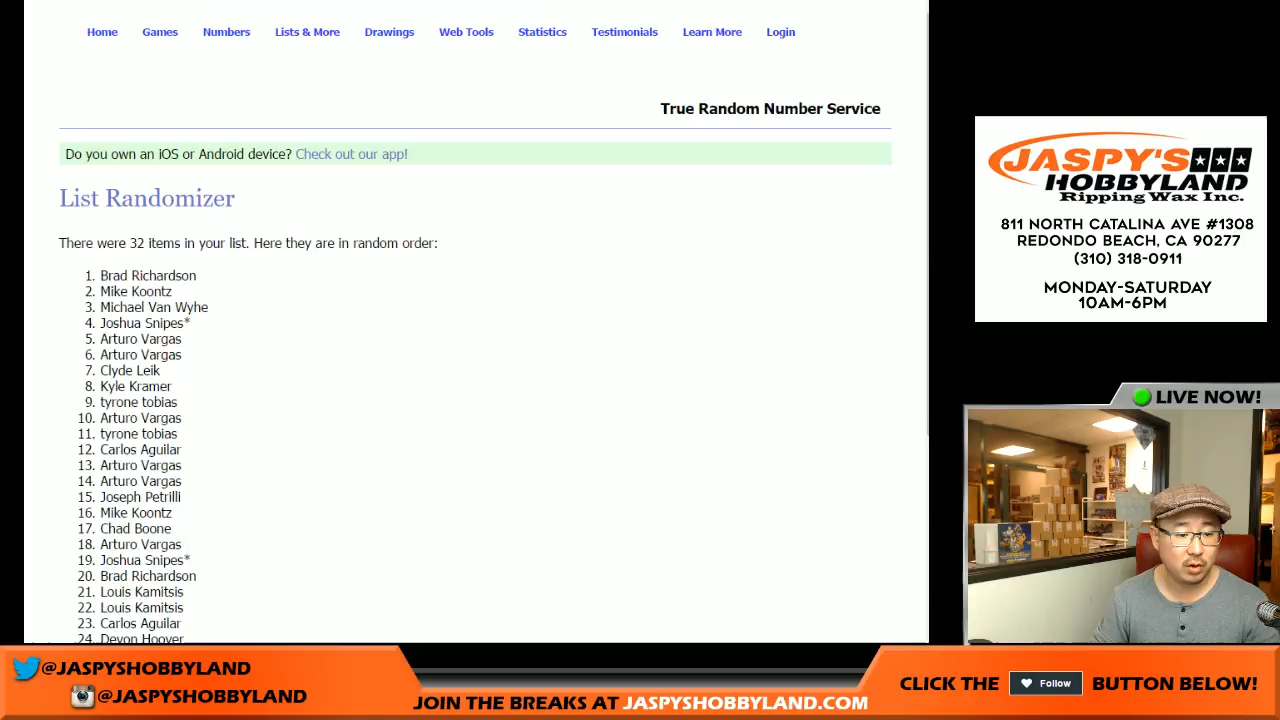 Home Games Numbers Lists & More Drawings Web Tools Statistics Testimonials Learn More Login
True Random Number Service
Do you own an iOS or Android device? Check out our app!
List Randomizer
There were 32 items in your list. Here they are in random order:
1. Brad Richardson
2. Mike Koontz
3. Michael Van Wyhe
4. Joshua Snipes*
5. Arturo Vargas
6. Arturo Vargas
7. Clyde Leik
8. Kyle Kramer
9. tyrone tobias
10. Arturo Vargas
11. tyrone tobias
12. Carlos Aguilar
13. Arturo Vargas
14. Arturo Vargas
15. Joseph Petrilli
16. Mike Koontz
17. Chad Boone
18. Arturo Vargas
19. Joshua Snipes*
20. Brad Richardson
21. Louis Kamitsis
22. Louis Kamitsis
23. Carlos Aguilar
24. Devon Hoover
JASPY'S
HOBBYLAND
Ripping Wax Inc.
811 NORTH CATALINA AVE #1308
REDONDO BEACH, CA 90277
(310) 318-0911
MONDAY-SATURDAY
10AM-6PM
LIVE NOW!
@JASPYSHOBBYLAND
@JASPYSHOBBYLAND
JOIN THE BREAKS AT JASPYSHOBBYLAND.COM
CLICK THE Follow BUTTON BELOW!